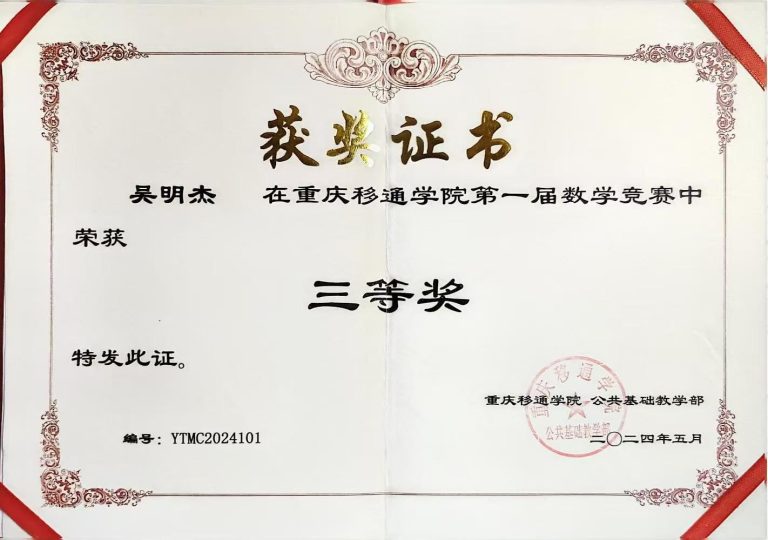 获奖证书
吴明杰 在重庆移通学院第一届数学竞赛中
荣获
三等奖
特发此证。
重庆移通学院 公共基础教学部
编号：YTMC2024101
二〇二四年五月
重庆移通学院
公共基础教学部